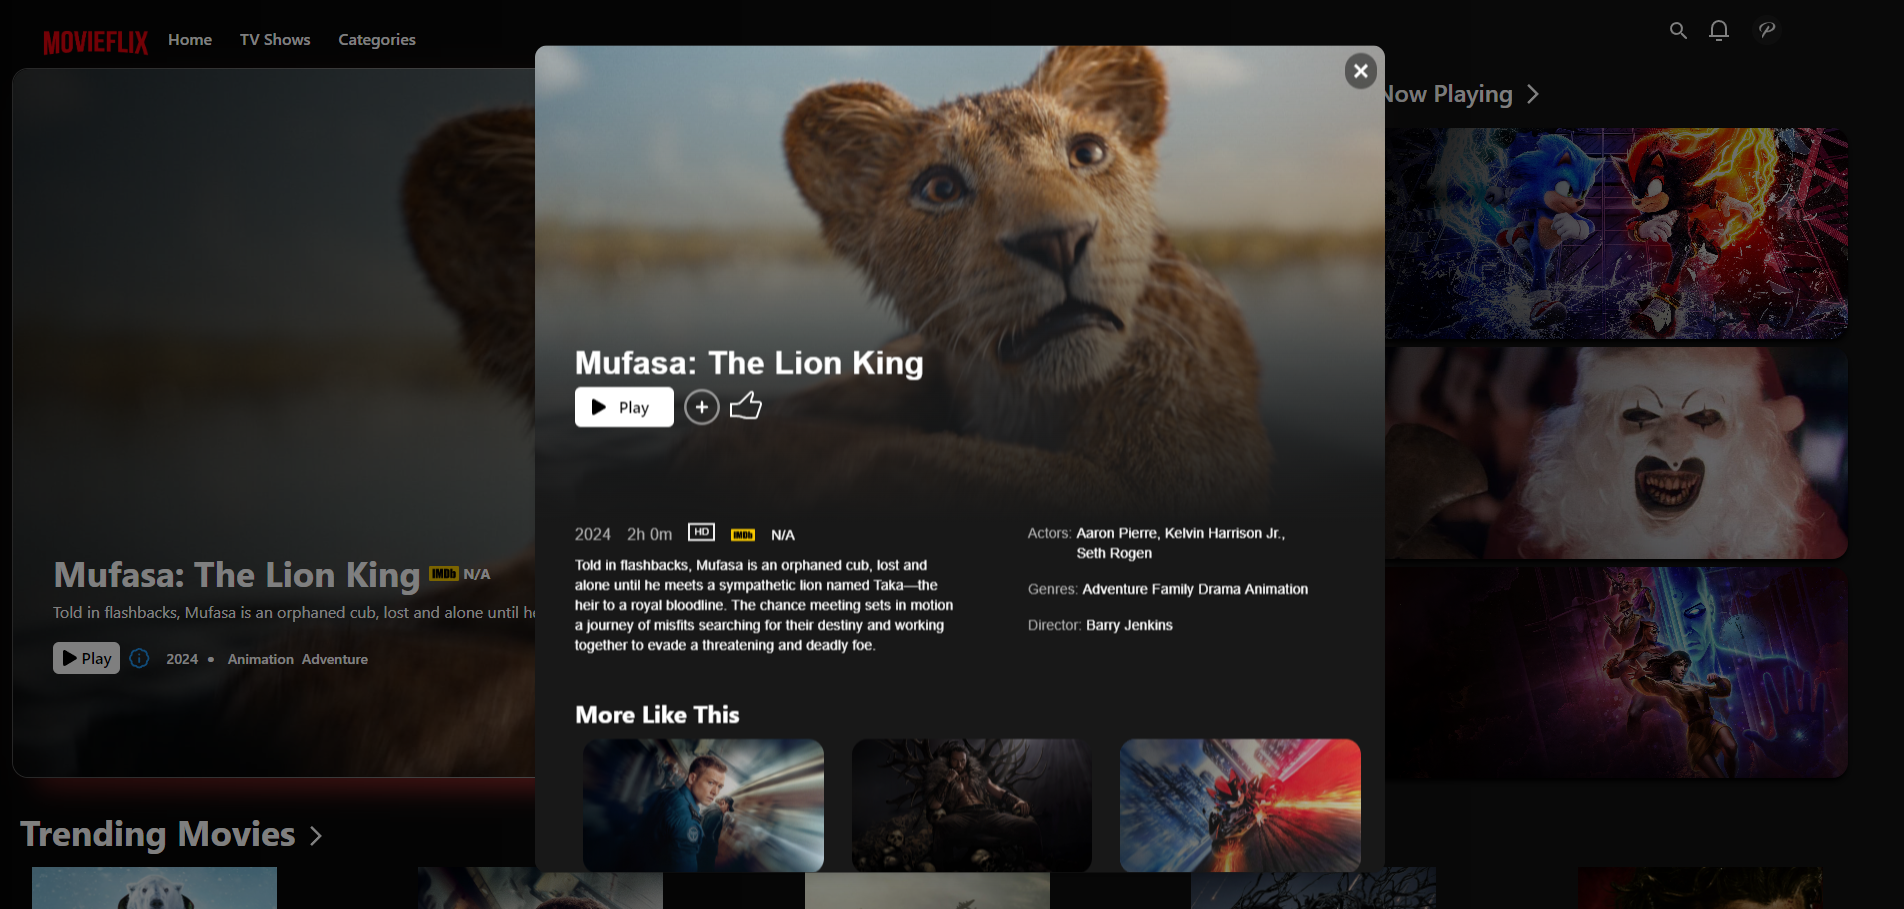 MOVIEFLIX
Home
TV Shows
Categories
Now Playing
Mufasa: The Lion King
Play
2024
2h 0m
HD
IMDb
N/A
Told in flashbacks, Mufasa is an orphaned cub, lost and
alone until he meets a sympathetic lion named Taka—the
heir to a royal bloodline. The chance meeting sets in motion
a journey of misfits searching for their destiny and working
together to evade a threatening and deadly foe.
Actors: Aaron Pierre, Kelvin Harrison Jr.,
Seth Rogen
Genres: Adventure Family Drama Animation
Director: Barry Jenkins
More Like This
Mufasa: The Lion King IMDb N/A
Told in flashbacks, Mufasa is an orphaned cub, lost and alone until he
Play
2024 • Animation Adventure
Trending Movies